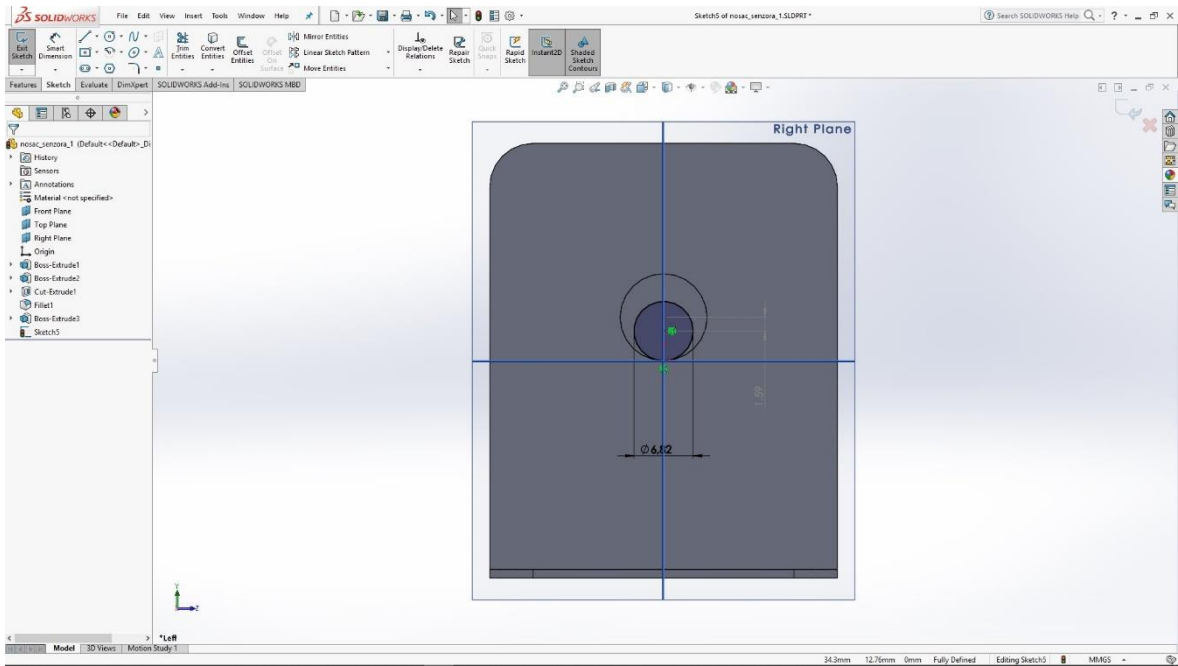 SOLIDWORKS File Edit View Insert Tools Window Help Sketch5 of nosac_senzora_1.SLDPRT * Search SOLIDWORKS Help
Exit Sketch
Smart Dimension
Trim Entities
Convert Entities
Offset Entities
Offset On Surface
Mirror Entities
Linear Sketch Pattern
Move Entities
Display/Delete Relations
Repair Sketch
Quick Snaps
Rapid Sketch
Instant2D
Shaded Sketch Contours
Features Sketch Evaluate DimXpert SOLIDWORKS Add-Ins SOLIDWORKS MBD
nosac_senzora_1 (Default<<Default>_Di
History
Sensors
Annotations
Material <not specified>
Front Plane
Top Plane
Right Plane
Origin
Boss-Extrude1
Boss-Extrude2
Cut-Extrude1
Fillet1
Boss-Extrude3
Sketch5
Right Plane
1,59
Ø6,82
Y
Z
*Left
Model 3D Views Motion Study 1
34.3mm 12.76mm 0mm Fully Defined Editing Sketch5 MMGS